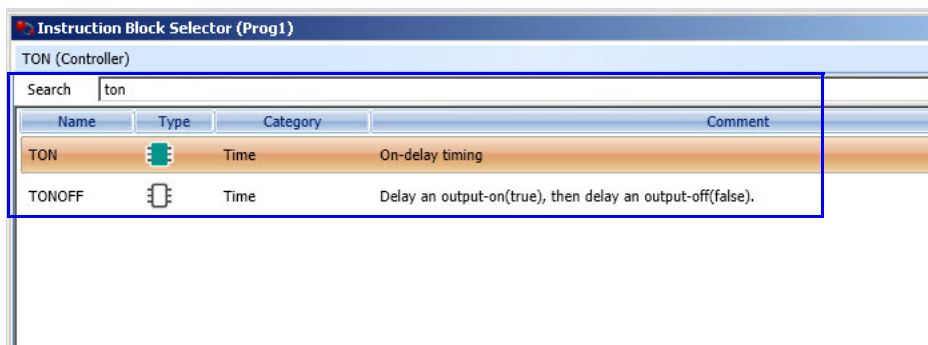 Instruction Block Selector (Prog1)
TON (Controller)
Search ton
Name Type Category Comment
TON Time On-delay timing
TONOFF Time Delay an output-on(true), then delay an output-off(false).